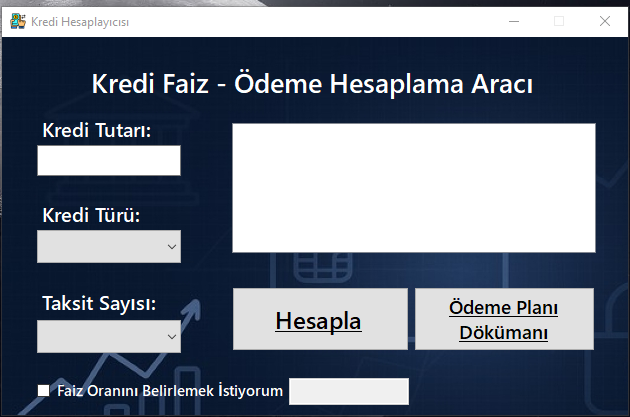 Kredi Hesaplayıcısı
Kredi Faiz - Ödeme Hesaplama Aracı
Kredi Tutarı:
Kredi Türü:
Taksit Sayısı:
Hesapla
Ödeme Planı
Dökümanı
Faiz Oranını Belirlemek İstiyorum